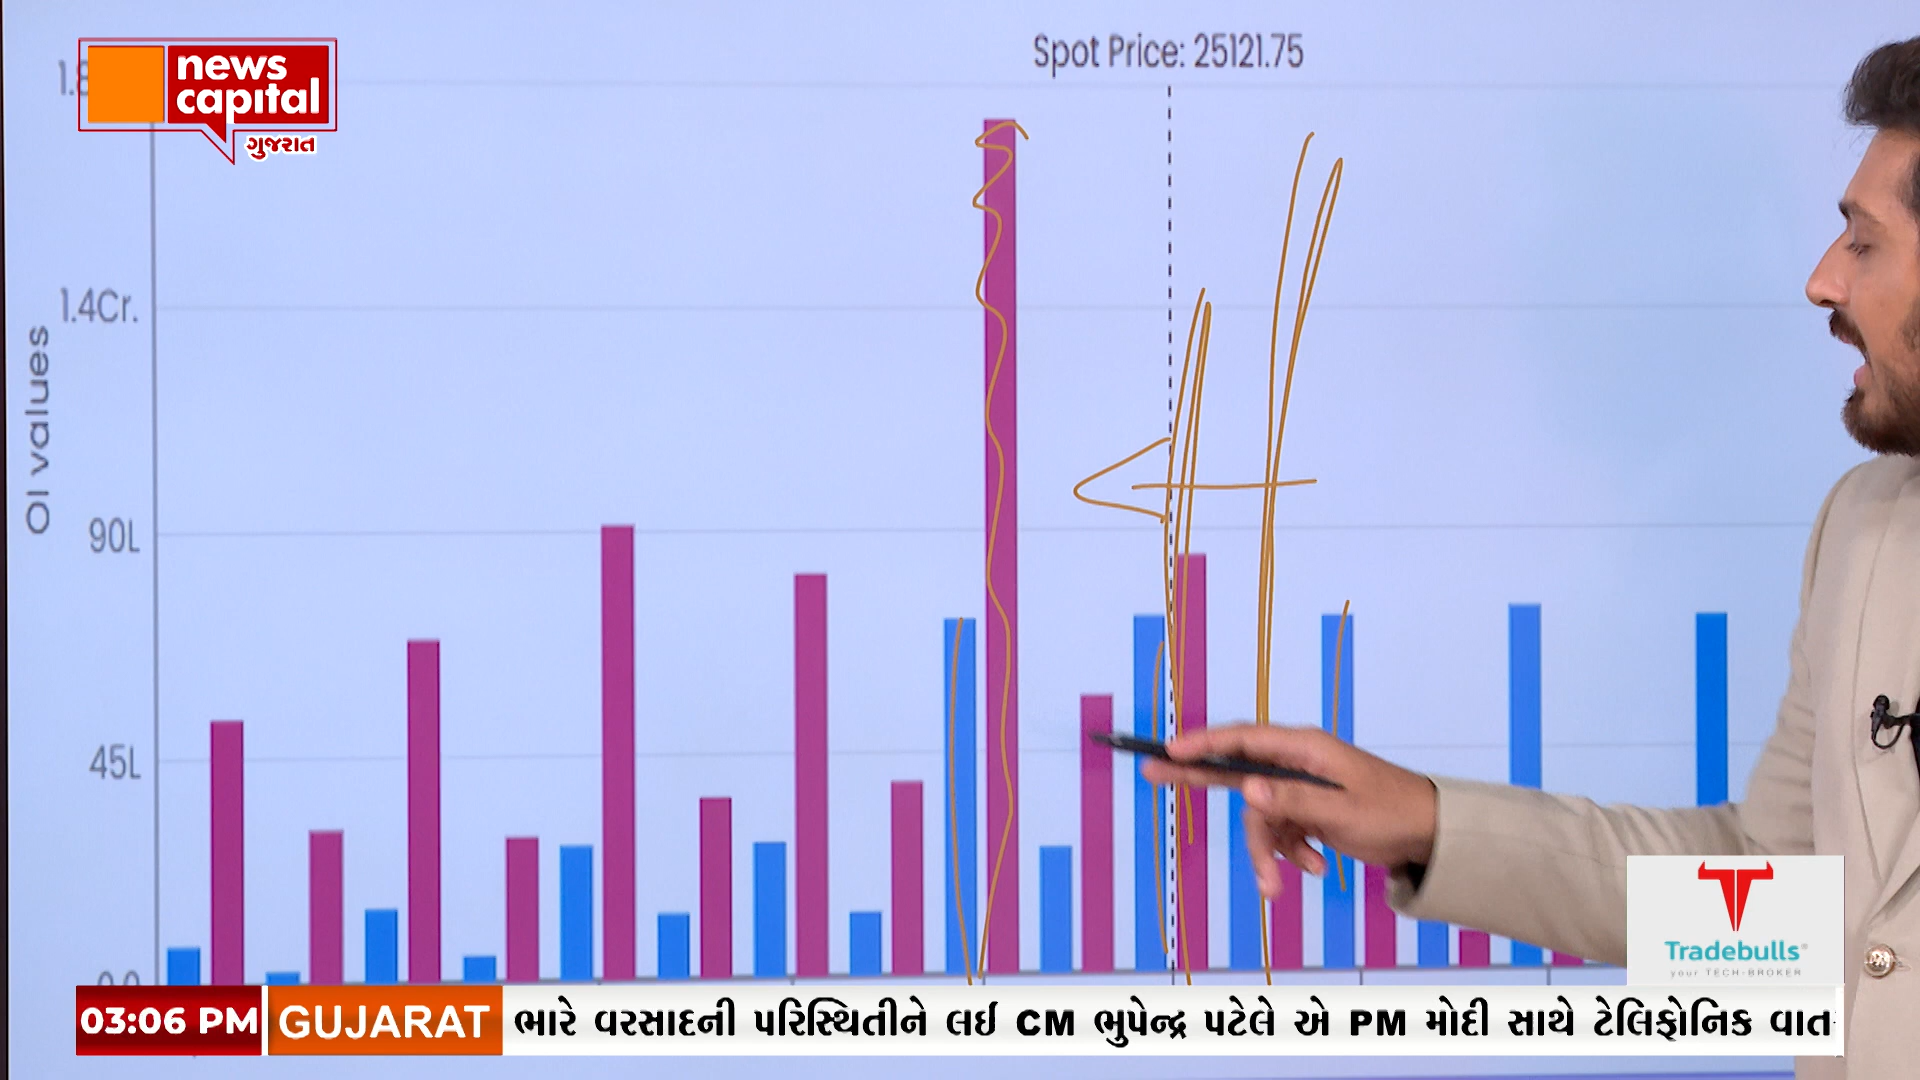 Spot Price: 25121.75
news
capital
ગુજરાત
1.4Cr.
OI values
90L
45L
Tradebulls
your TECH-BROKER
03:06 PM
GUJARAT
ભારે વરસાદની પરિસ્થિતીને લઈ CM ભુપેન્દ્ર પટેલે એ PM મોદી સાથે ટેલિફોનિક વાત